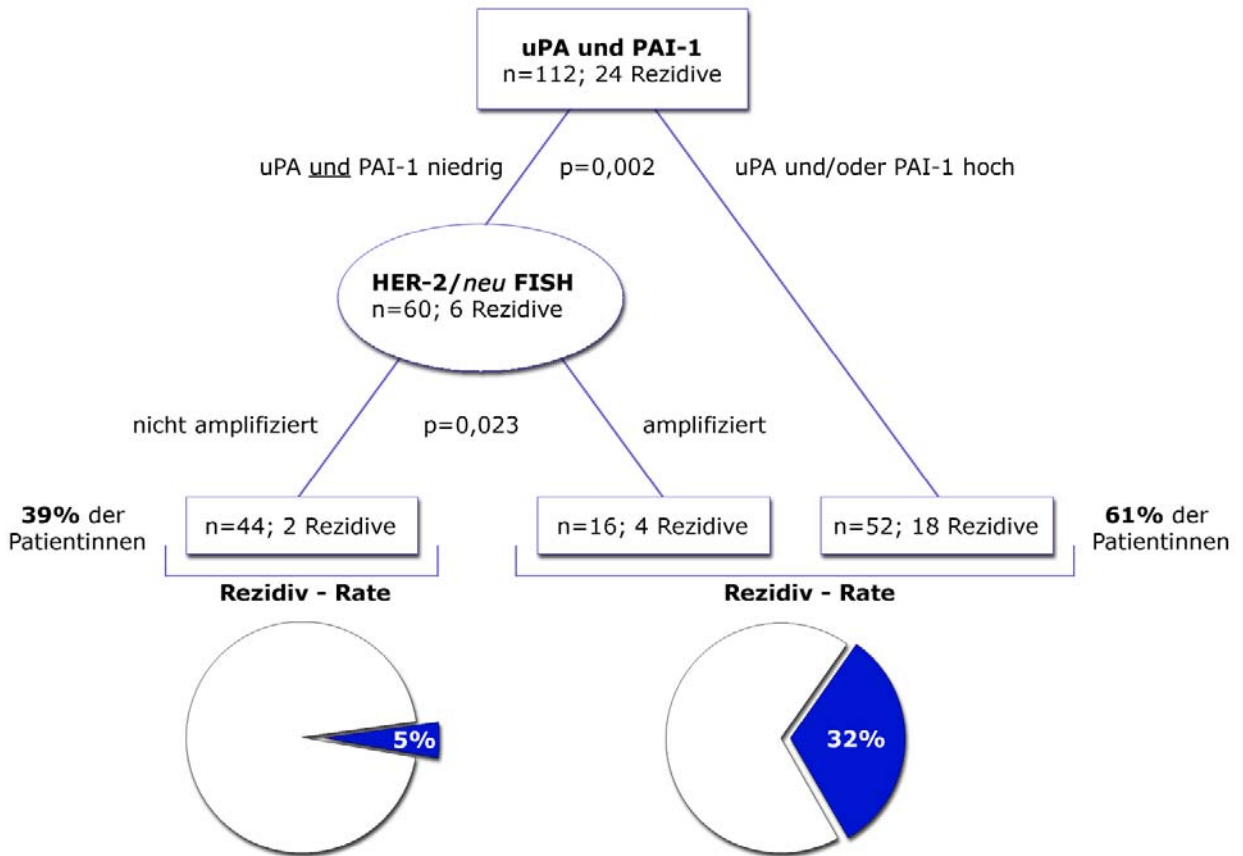 uPA und PAI-1
n=112; 24 Rezidive
uPA und PAI-1 niedrig
p=0,002
uPA und/oder PAI-1 hoch
HER-2/neu FISH
n=60; 6 Rezidive
nicht amplifiziert
p=0,023
amplifiziert
39% der
Patientinnen
n=44; 2 Rezidive
n=16; 4 Rezidive
n=52; 18 Rezidive
61% der
Patientinnen
Rezidiv - Rate
Rezidiv - Rate
5%
32%